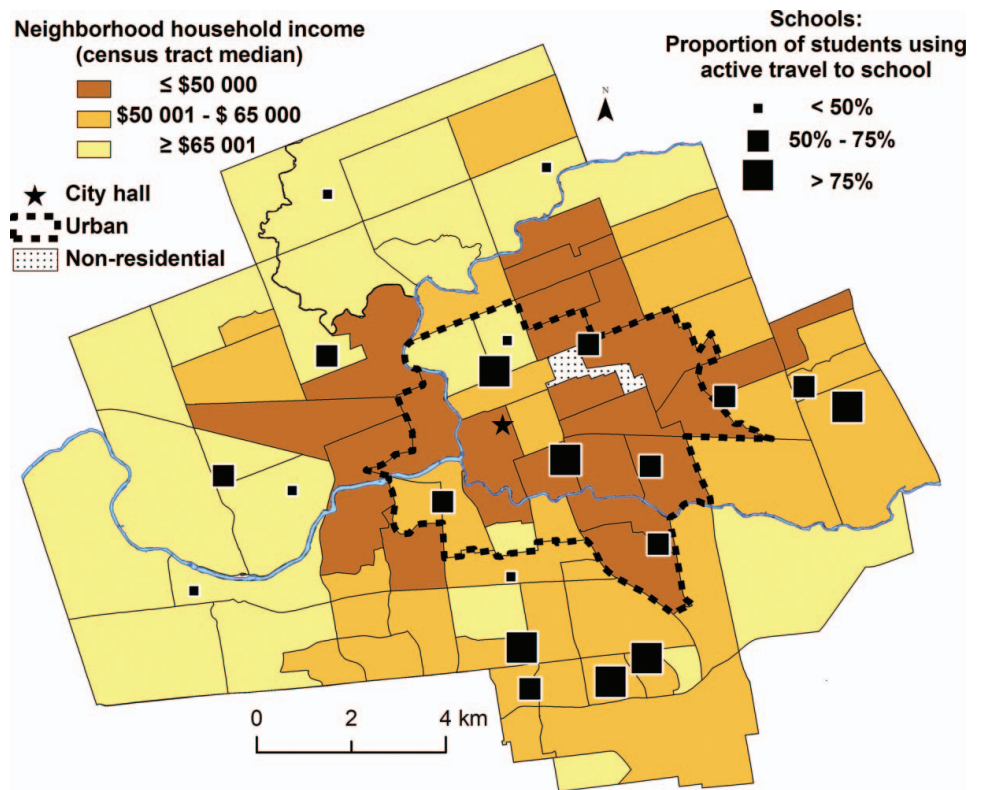 Neighborhood household income
(census tract median)
≤ $50 000
$50 001 - $ 65 000
≥ $65 001
City hall
Urban
Non-residential
N
Schools:
Proportion of students using
active travel to school
< 50%
50% - 75%
> 75%
0 2 4 km